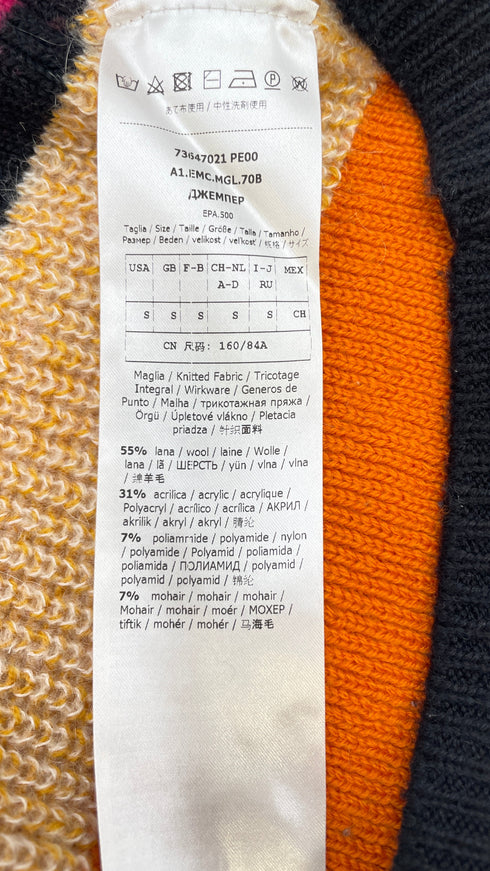 あて布使用 / 中性洗剤使用
73647021 PE00
A1.EMC.MGL.70B
ДЖЕМПЕР
EPA.500
Taglia / Size / Taille / Größe / Talla / Tamanho /
Размер / Beden / velikost / veľkosť / 规格 / サイズ
USA GB F-B CH-NL I-J MEX
A-D RU
S S S S S CH
CN 尺码: 160/84A
Maglia / Knitted Fabric / Tricotage
Integral / Wirkware / Generos de
Punto / Malha / трикотажная пряжа /
Örgü / Úpletové vlákno / Pletacia
priadza / 针织面料
55% lana / wool / laine / Wolle /
lana / lã / ШЕРСТЬ / yün / vlna / vlna
/ 绵羊毛
31% acrilica / acrylic / acrylique /
Polyacryl / acrílico / acrílica / АКРИЛ /
akrilik / akryl / akryl / 腈纶
7% poliammide / polyamide / nylon
/ polyamide / Polyamid / poliamida /
poliamida / ПОЛИАМИД / polyamid /
polyamid / polyamid / 锦纶
7% mohair / mohair / mohair /
Mohair / mohair / moér / МОХЕР /
tiftik / mohér / mohér / 马海毛